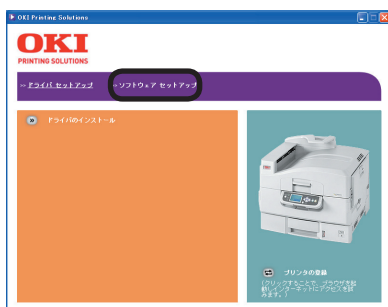 OKI Printing Solutions
OKI
PRINTING SOLUTIONS
>> ドライバ セットアップ >> ソフトウェア セットアップ
ドライバのインストール
プリンタの登録
(クリックすることで、ブラウザを起
動しインターネットにアクセスを試
みます。)